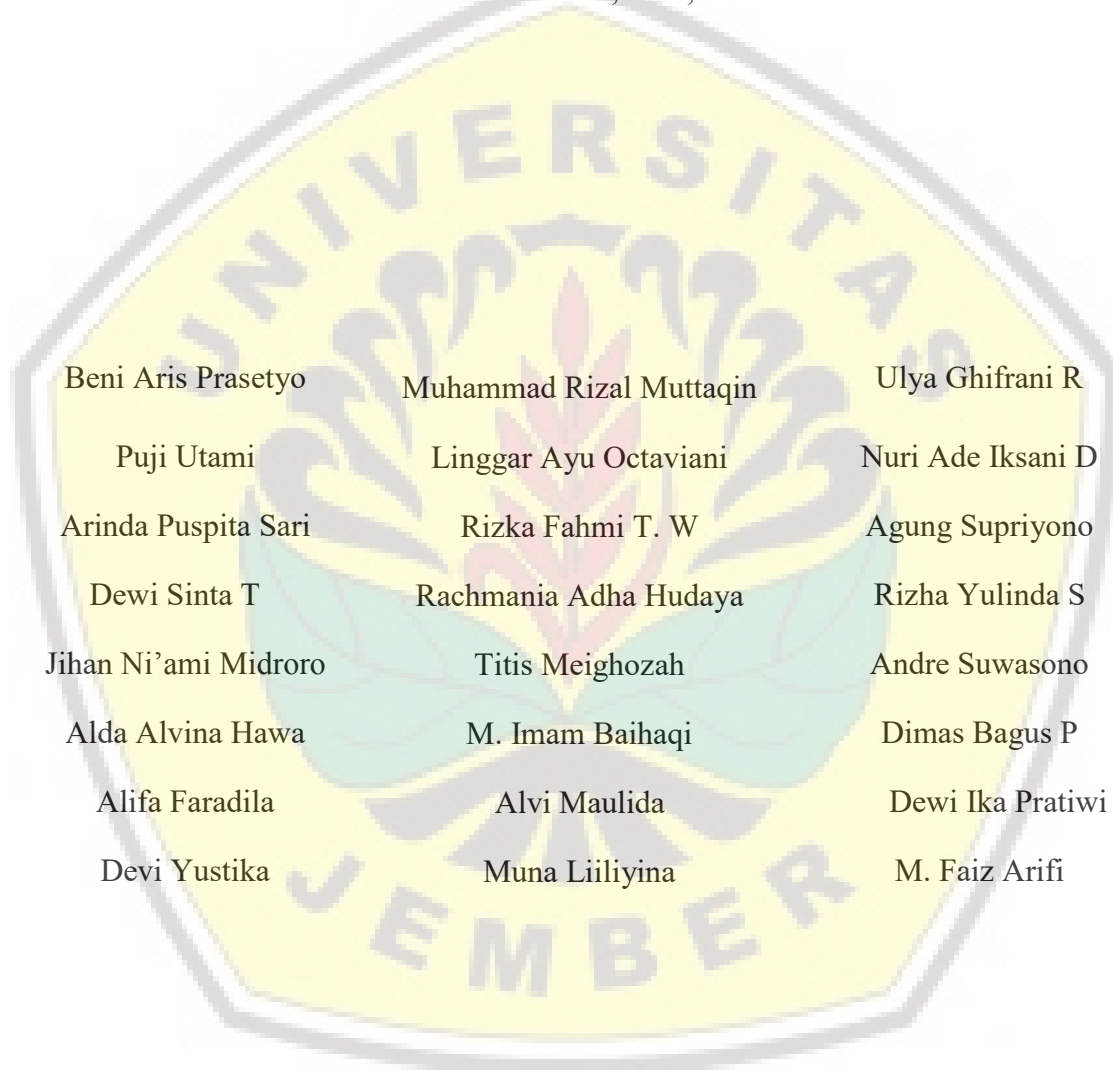 UNIVERSITAS
Beni Aris Prasetyo Muhammad Rizal Muttaqin Ulya Ghifrani R
Puji Utami Linggar Ayu Octaviani Nuri Ade Iksani D
Arinda Puspita Sari Rizka Fahmi T. W Agung Supriyono
Dewi Sinta T Rachmania Adha Hudaya Rizha Yulinda S
Jihan Ni’ami Midroro Titis Meighozah Andre Suwasono
Alda Alvina Hawa M. Imam Baihaqi Dimas Bagus P
Alifa Faradila Alvi Maulida Dewi Ika Pratiwi
Devi Yustika Muna Liiliyina M. Faiz Arifi
JEMBER